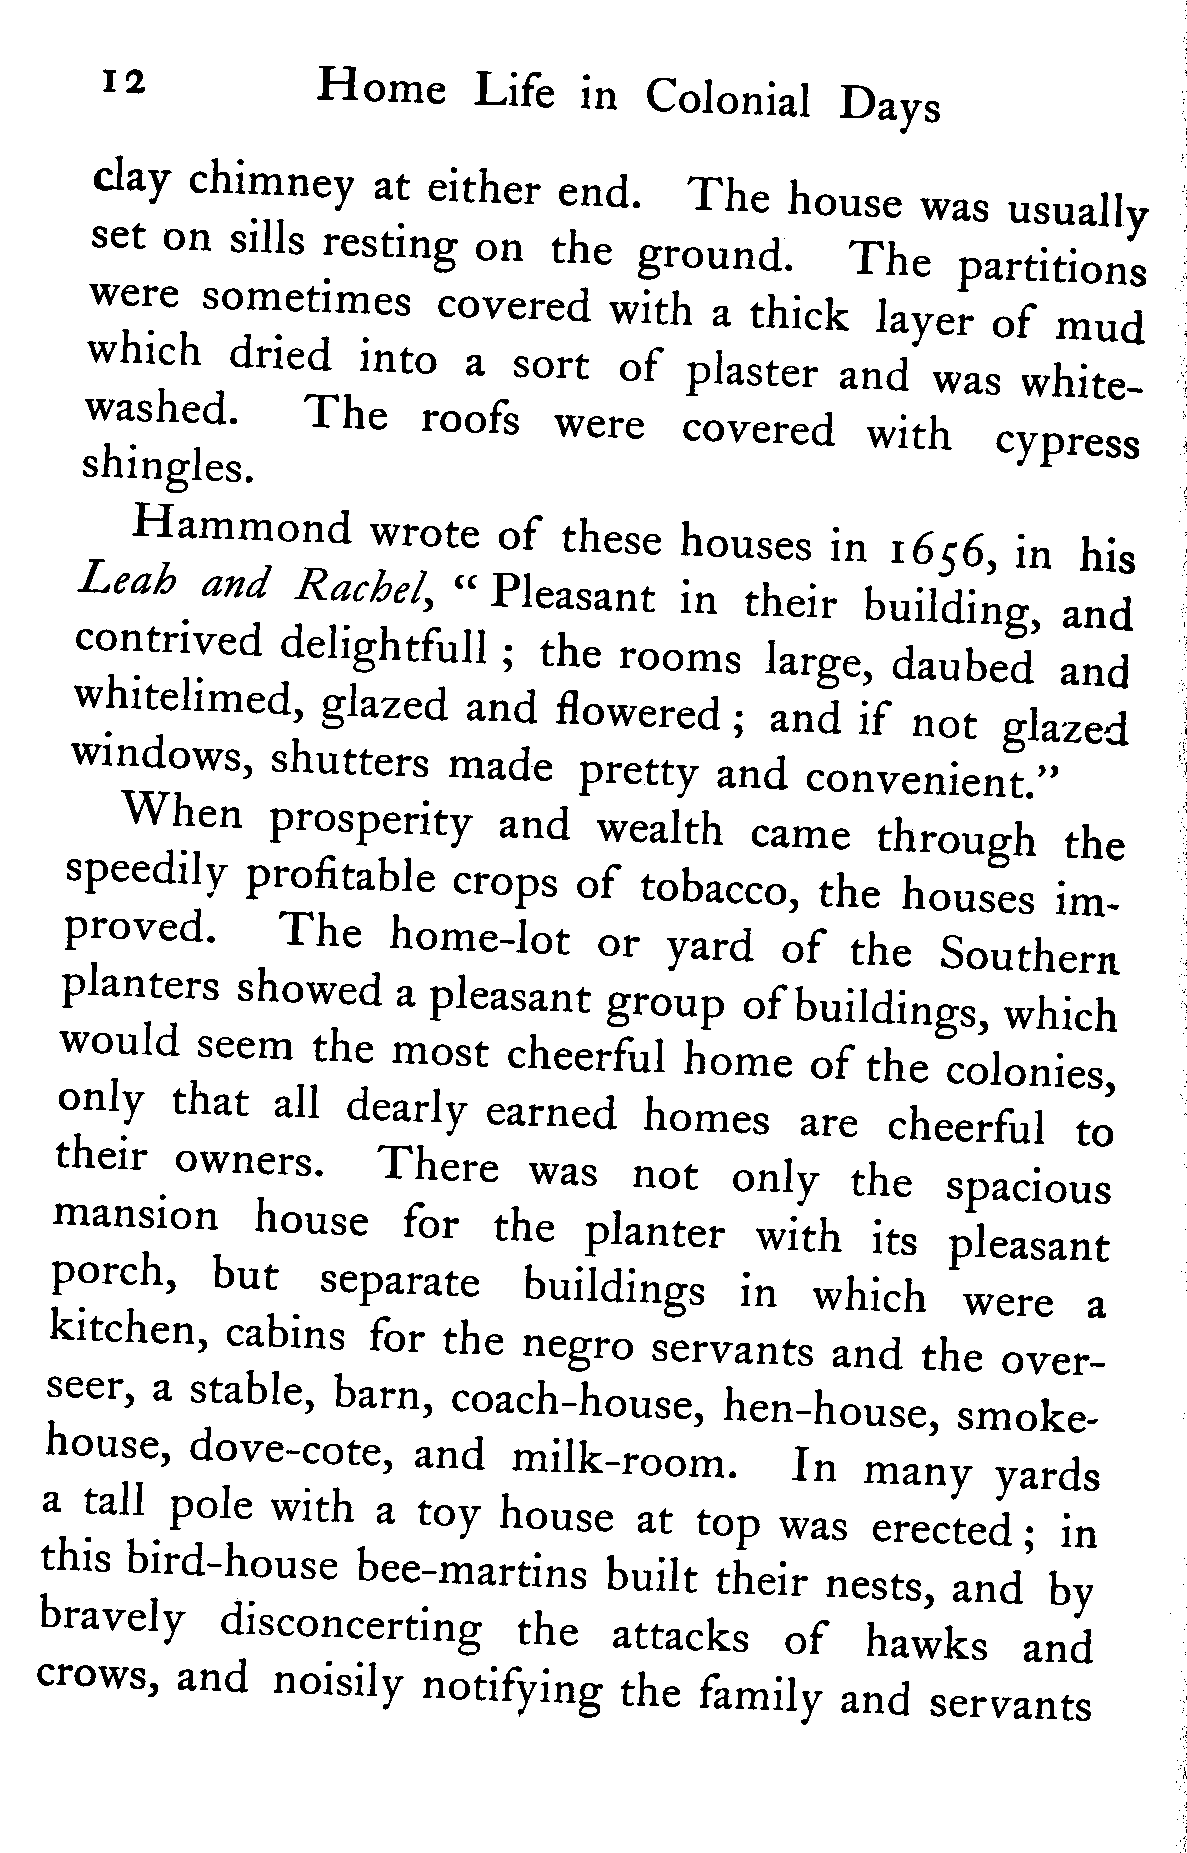 12 Home Life in Colonial Days
clay chimney at either end. The house was usually
set on sills resting on the ground. The partitions
were sometimes covered with a thick layer of mud
which dried into a sort of plaster and was white-
washed. The roofs were covered with cypress
shingles.
Hammond wrote of these houses in 1656, in his
Leah and Rachel, “Pleasant in their building, and
contrived delightfull ; the rooms large, daubed and
whitelimed, glazed and flowered ; and if not glazed
windows, shutters made pretty and convenient.”
When prosperity and wealth came through the
speedily profitable crops of tobacco, the houses im-
proved. The home-lot or yard of the Southern
planters showed a pleasant group of buildings, which
would seem the most cheerful home of the colonies,
only that all dearly earned homes are cheerful to
their owners. There was not only the spacious
mansion house for the planter with its pleasant
porch, but separate buildings in which were a
kitchen, cabins for the negro servants and the over-
seer, a stable, barn, coach-house, hen-house, smoke-
house, dove-cote, and milk-room. In many yards
a tall pole with a toy house at top was erected ; in
this bird-house bee-martins built their nests, and by
bravely disconcerting the attacks of hawks and
crows, and noisily notifying the family and servants